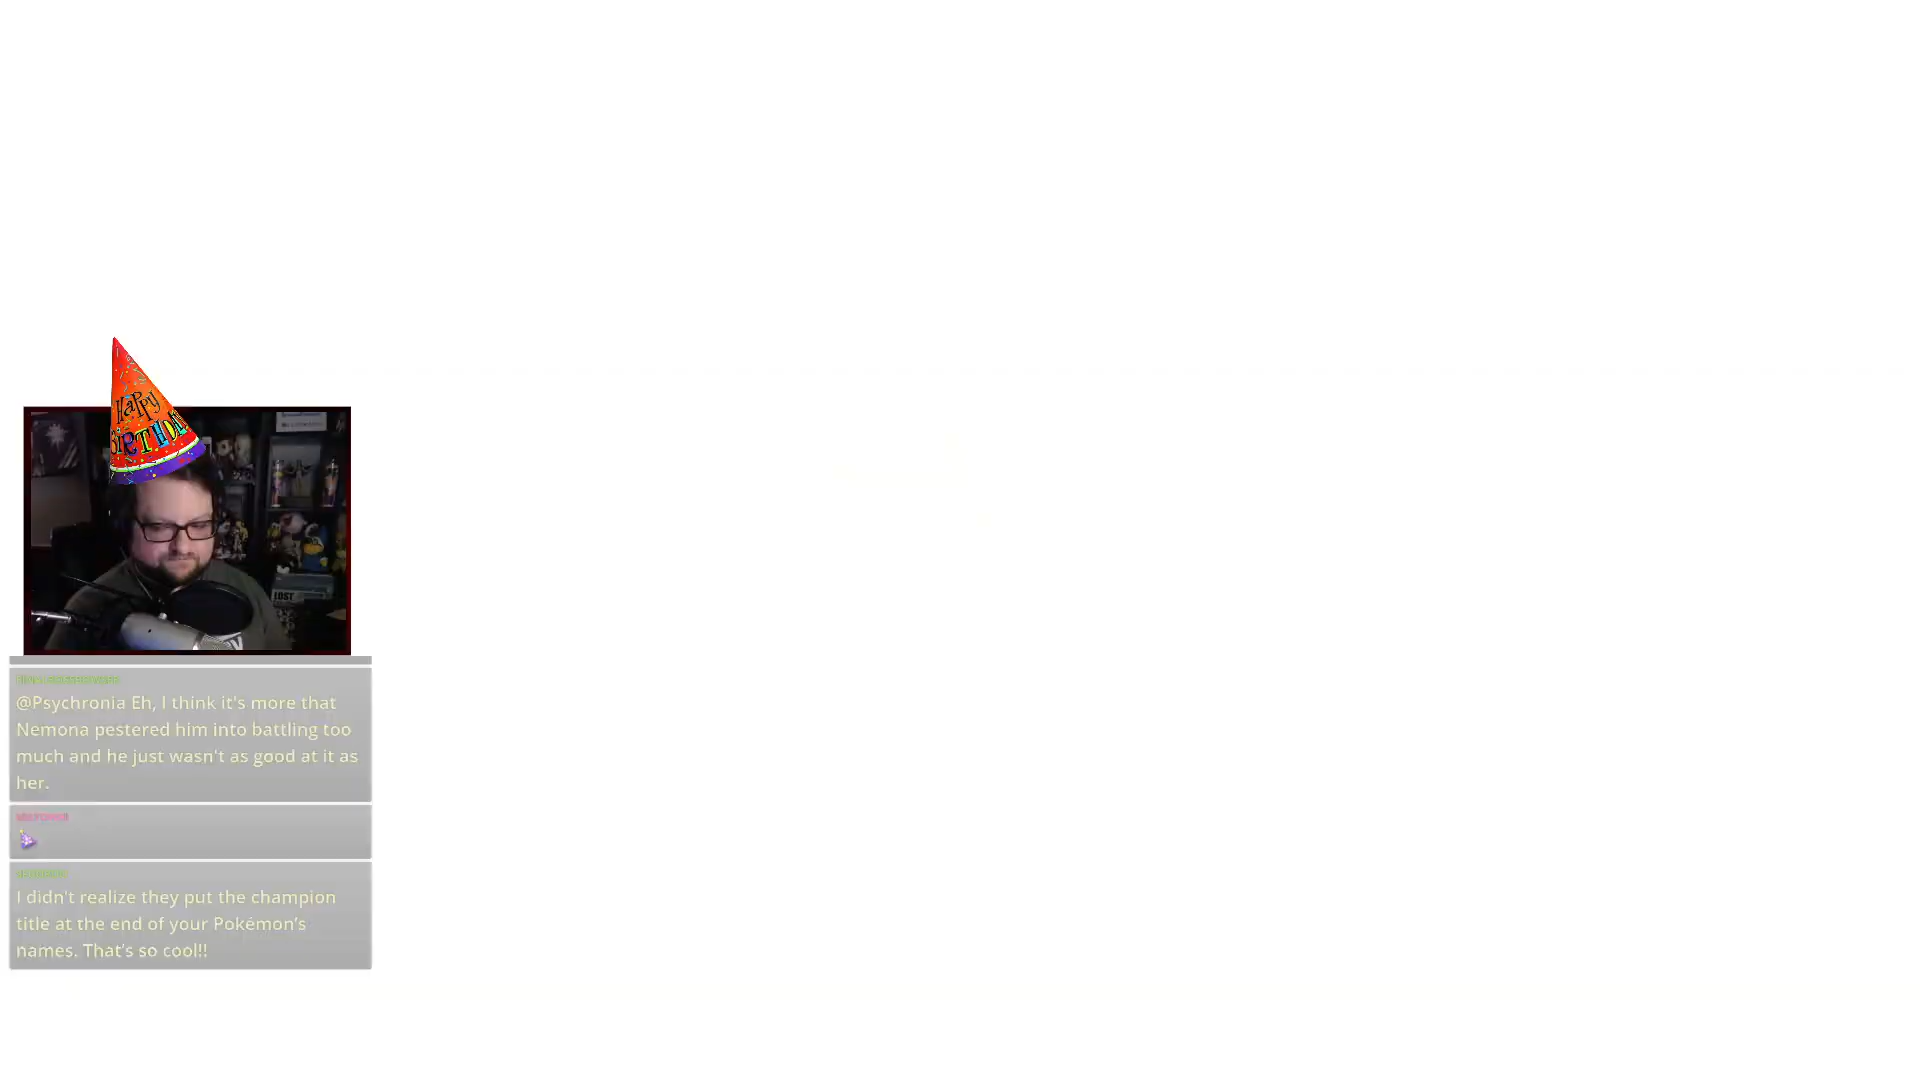 HAPPY
BIRTHDAY
LOST
@Psychronia Eh, I think it's more that
Nemona pestered him into battling too
much and he just wasn't as good at it as
her.
I didn't realize they put the champion
title at the end of your Pokémon's
names. That's so cool!!